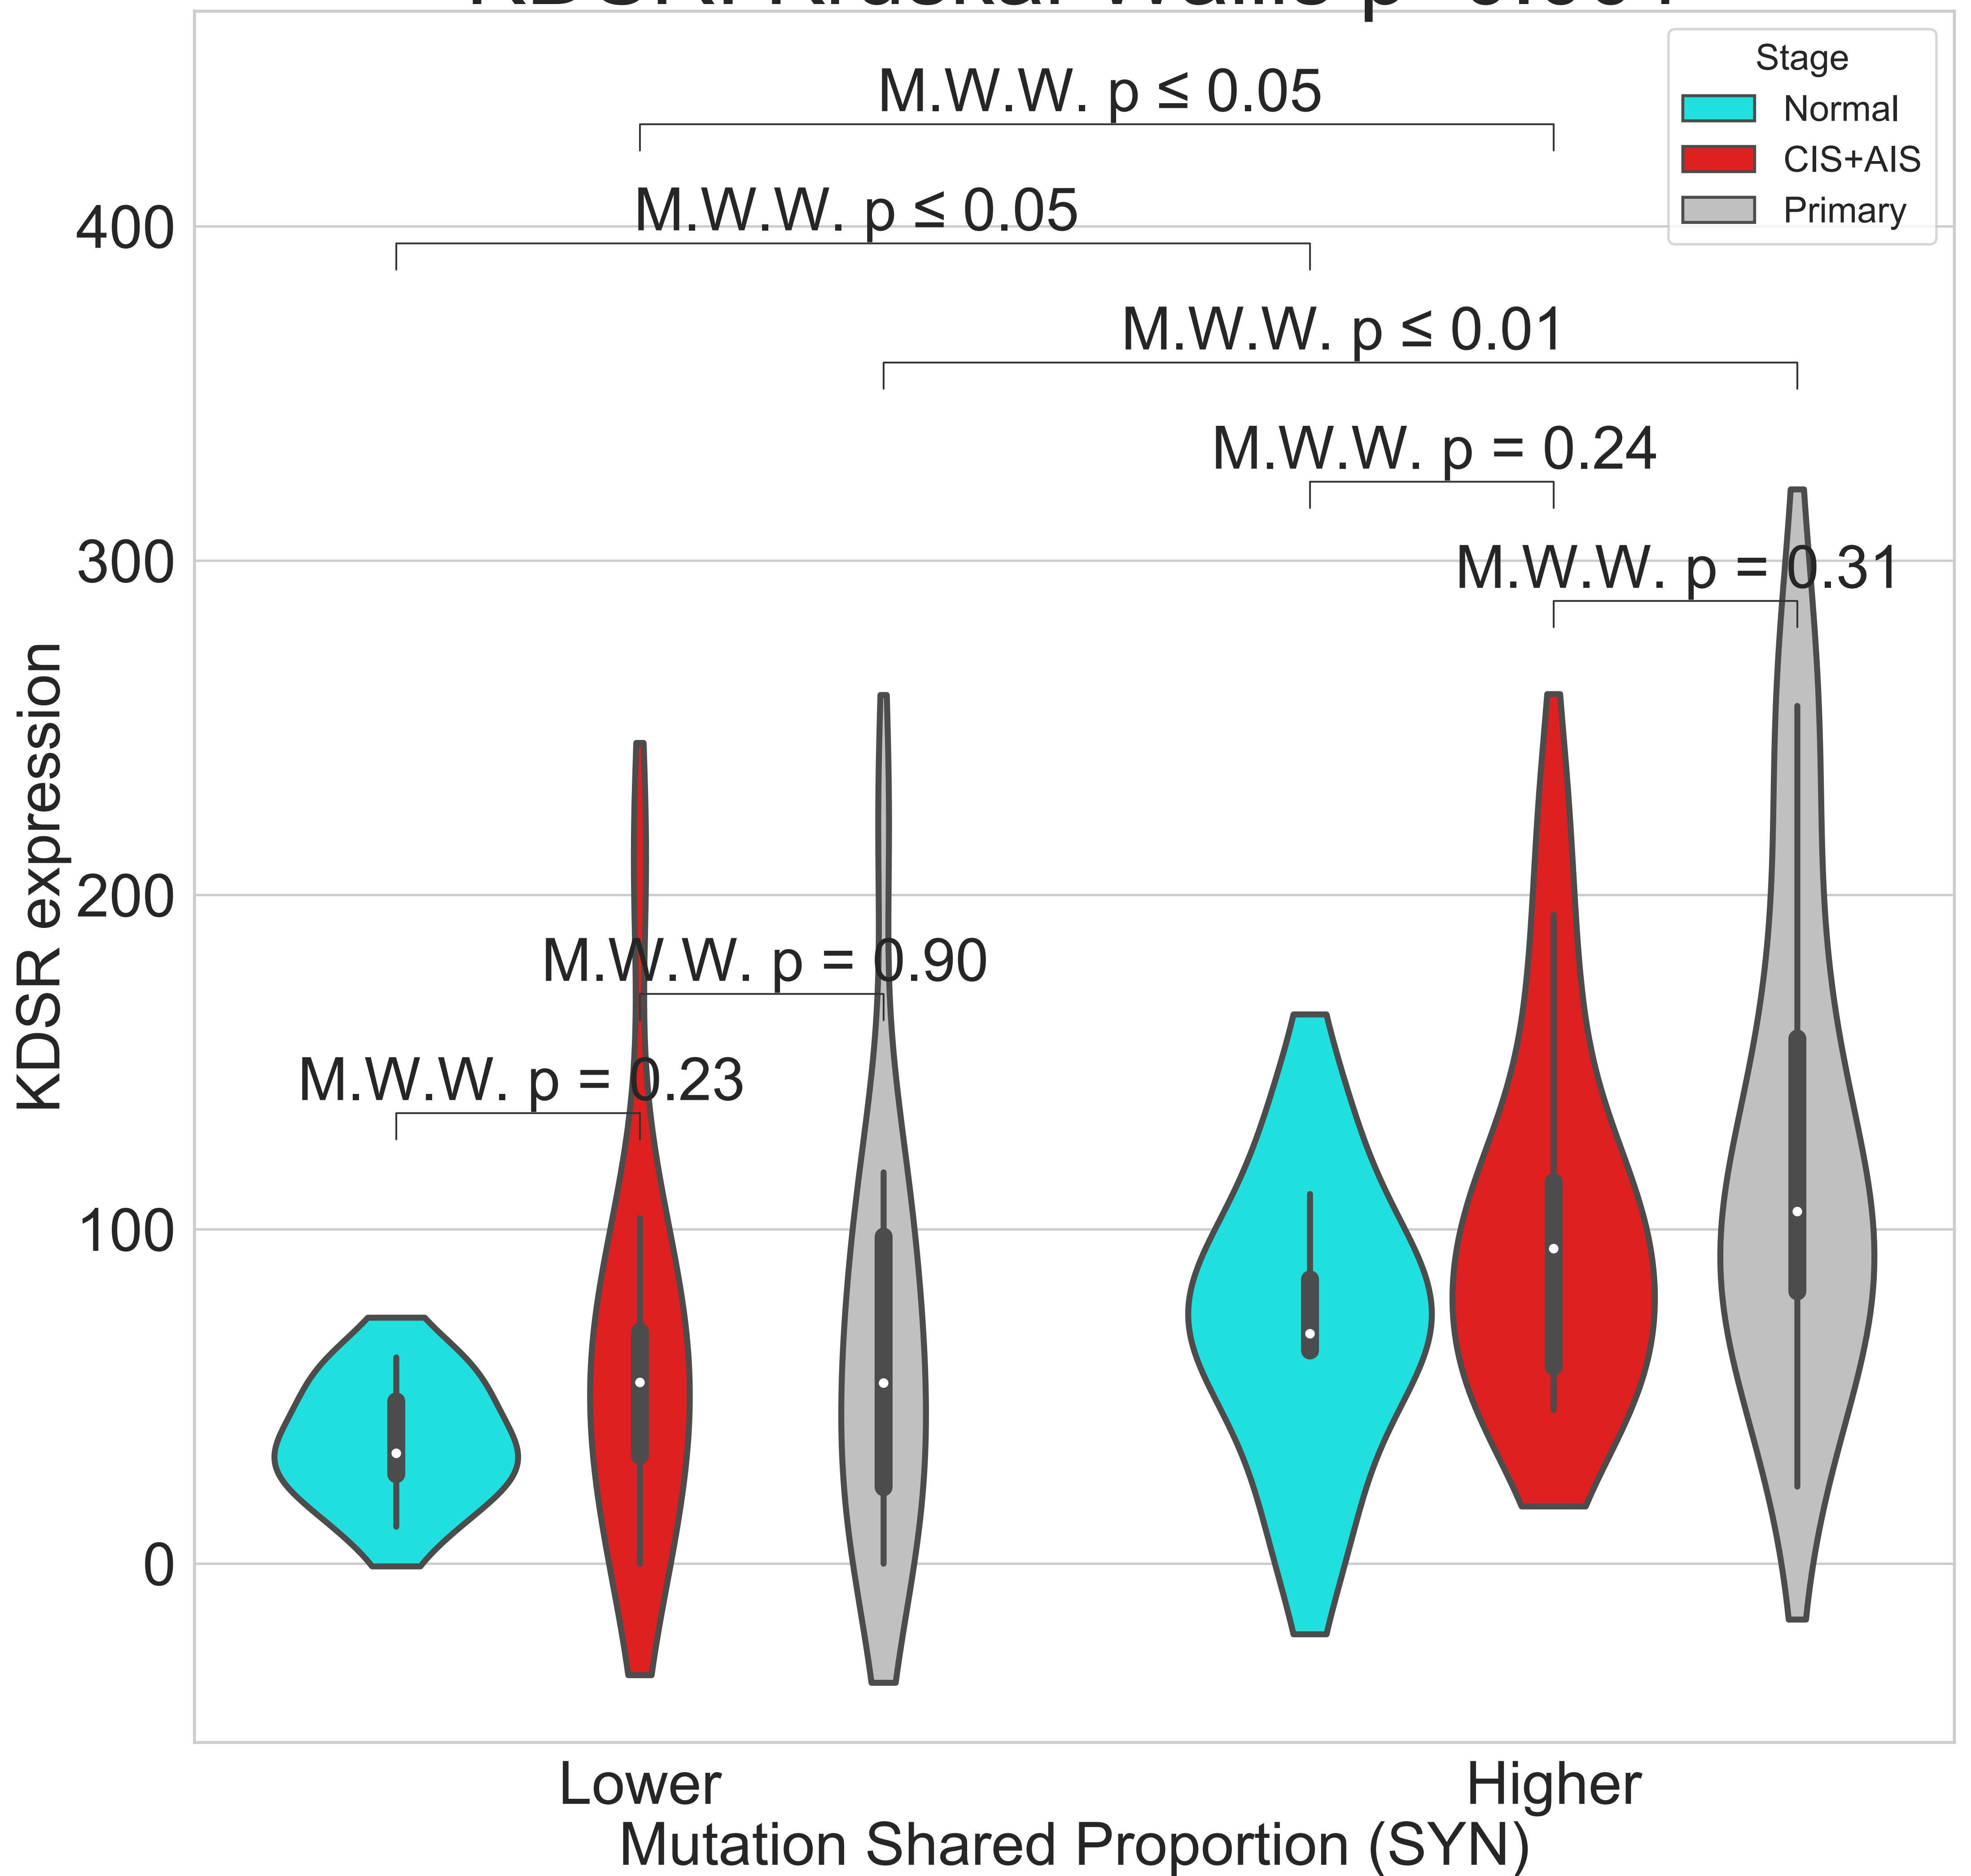 M.W.W. p ≤ 0.05
Stage
Normal
CIS+AIS
Primary
M.W.W. p ≤ 0.05
M.W.W. p ≤ 0.01
M.W.W. p = 0.24
M.W.W. p = 0.31
M.W.W. p = 0.90
M.W.W. p = 0.23
400
300
200
100
0
KDSR expression
Lower
Higher
Mutation Shared Proportion (SYN)